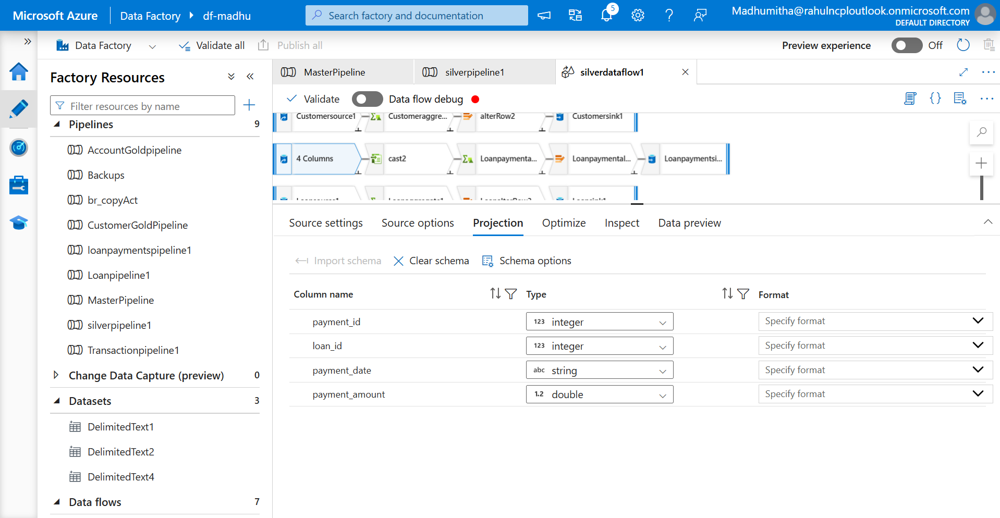 Microsoft Azure
Data Factory
df-madhu
Search factory and documentation
5
Madhumitha@rahulncploutlook.onmicrosoft.com
DEFAULT DIRECTORY
Data Factory
Validate all
Publish all
Preview experience
Off
Factory Resources
Filter resources by name
Pipelines 9
AccountGoldpipeline
Backups
br_copyAct
CustomerGoldPipeline
loanpaymentspipeline1
Loanpipeline1
MasterPipeline
silverpipeline1
Transactionpipeline1
Change Data Capture (preview) 0
Datasets 3
DelimitedText1
DelimitedText2
DelimitedText4
Data flows 7
MasterPipeline
silverpipeline1
silverdataflow1
Validate
Data flow debug
Customersource1
Customeraggre...
alterRow2
Customersink1
4 Columns
cast2
Loanpaymenta...
Loanpaymental...
Loanpaymentsi...
Source settings
Source options
Projection
Optimize
Inspect
Data preview
Import schema
Clear schema
Schema options
Column name
Type
Format
payment_id 123 integer Specify format
loan_id 123 integer Specify format
payment_date abc string Specify format
payment_amount 1.2 double Specify format